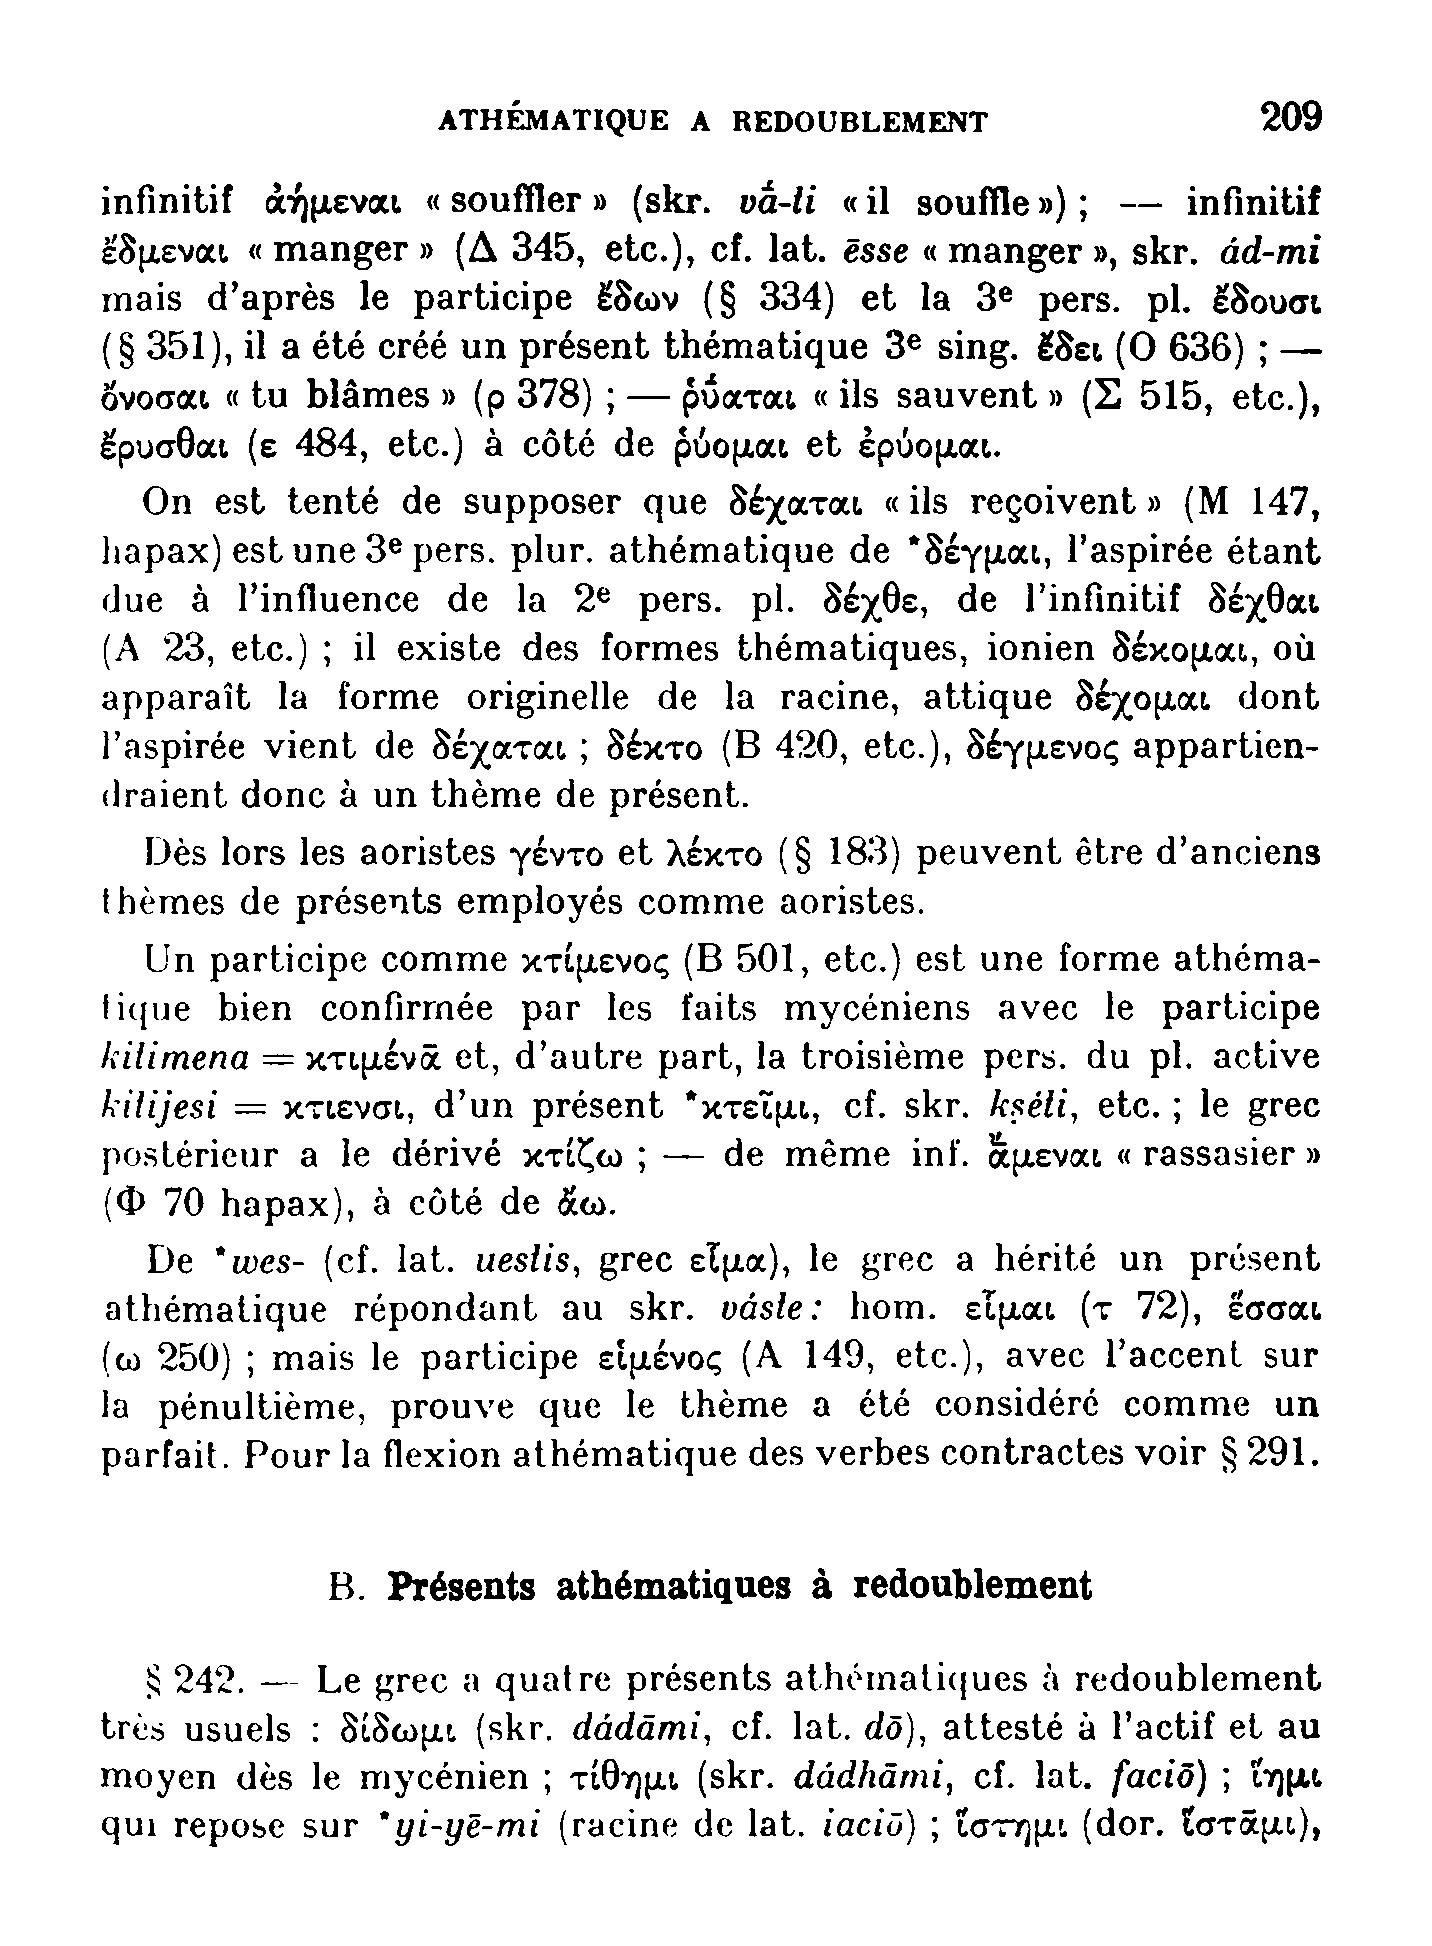 ATHÉMATIQUE A REDOUBLEMENT 209
infinitif ἀήμεναι « souffler » (skr. vā́-ti « il souffle ») ; — infinitif
ἔδμεναι « manger » (Δ 345, etc.), cf. lat. ēsse « manger », skr. ád-mi
mais d’après le participe ἔδων (§ 334) et la 3e pers. pl. ἔδουσι
(§ 351), il a été créé un présent thématique 3e sing. ἔδει (O 636) ; —
ὄνοσαι « tu blâmes » (ρ 378) ; — ῥύαται « ils sauvent » (Σ 515, etc.),
ἔρυσθαι (ε 484, etc.) à côté de ῥύομαι et ἐρύομαι.
On est tenté de supposer que δέχαται « ils reçoivent » (M 147,
hapax) est une 3e pers. plur. athématique de *δέγμαι, l’aspirée étant
due à l’influence de la 2e pers. pl. δέχθε, de l’infinitif δέχθαι
(A 23, etc.) ; il existe des formes thématiques, ionien δέκομαι, où
apparaît la forme originelle de la racine, attique δέχομαι dont
l’aspirée vient de δέχαται ; δέκτο (B 420, etc.), δέγμενος appartien-
draient donc à un thème de présent.
Dès lors les aoristes γέντο et λέκτο (§ 183) peuvent être d’anciens
thèmes de présents employés comme aoristes.
Un participe comme κτίμενος (B 501, etc.) est une forme athéma-
tique bien confirmée par les faits mycéniens avec le participe
kitimena = κτιμένᾱ et, d’autre part, la troisième pers. du pl. active
kitijesi = κτιενσι, d’un présent *κτεῖμι, cf. skr. kṣéti, etc. ; le grec
postérieur a le dérivé κτίζω ; — de même inf. ἄ̄μεναι « rassasier »
(Φ 70 hapax), à côté de ἄω.
De *wes- (cf. lat. uestis, grec εἷμα), le grec a hérité un présent
athématique répondant au skr. váste : hom. εἷμαι (τ 72), ἕσσαι
(ω 250) ; mais le participe εἱμένος (A 149, etc.), avec l’accent sur
la pénultième, prouve que le thème a été considéré comme un
parfait. Pour la flexion athématique des verbes contractes voir § 291.
B. Présents athématiques à redoublement
§ 242. — Le grec a quatre présents athématiques à redoublement
très usuels : δίδωμι (skr. dádāmi, cf. lat. dō), attesté à l’actif et au
moyen dès le mycénien ; τίθημι (skr. dádhāmi, cf. lat. faciō) ; ἵημι
qui repose sur *yi-yē-mi (racine de lat. iaciō) ; ἵστημι (dor. ἵστᾱμι),